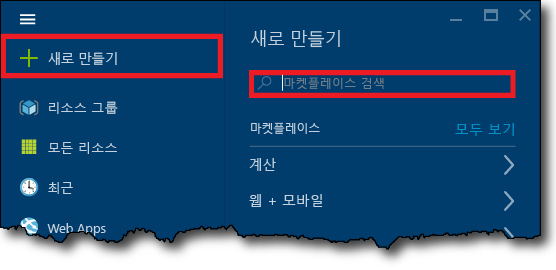 새로 만들기
리소스 그룹
모든 리소스
최근
Web Apps
새로 만들기
마켓플레이스 검색
마켓플레이스 모두 보기
계산
웹 + 모바일